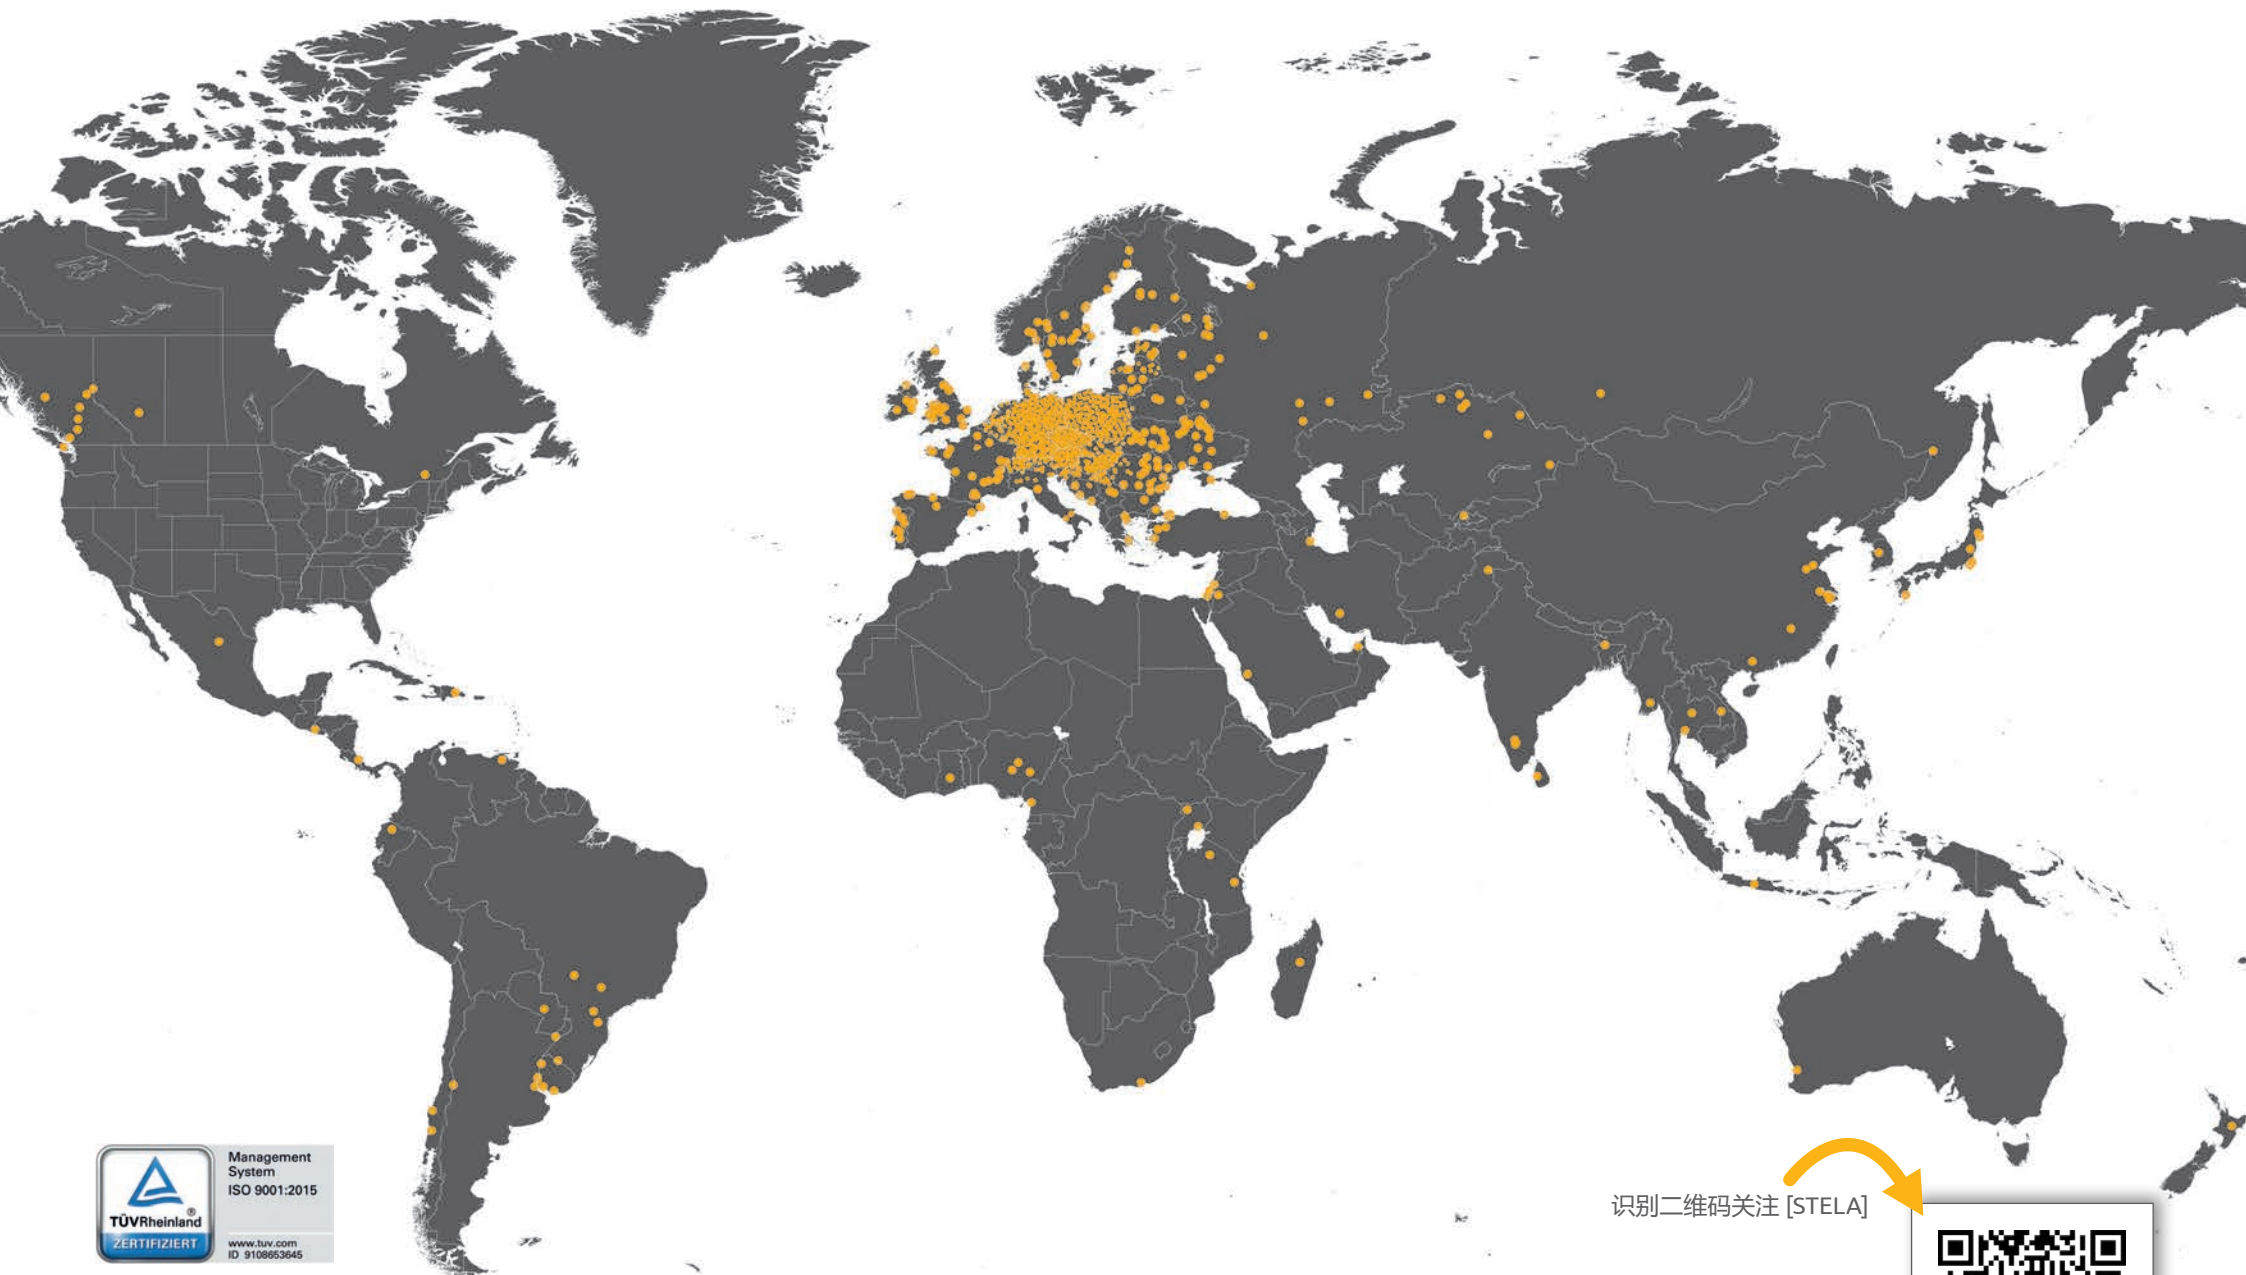 Management
System
ISO 9001:2015
TÜVRheinland®
ZERTIFIZIERT
www.tuv.com
ID 9108653645
识别二维码关注 [STELA]